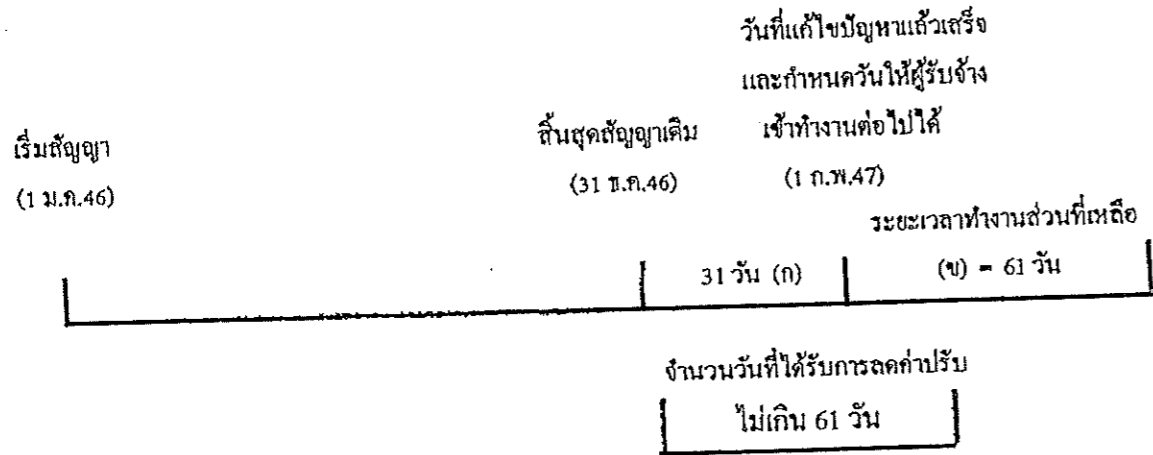 วันที่แก้ไขปัญหาแล้วเสร็จ
และกำหนดวันให้ผู้รับจ้าง
เข้าทำงานต่อไปได้
(1 ก.พ.47)
เริ่มสัญญา
(1 ม.ค.46)
สิ้นสุดสัญญาเดิม
(31 ธ.ค.46)
ระยะเวลาทำงานส่วนที่เหลือ
31 วัน (ก)
(ข) = 61 วัน
จำนวนวันที่ได้รับการลดค่าปรับ
ไม่เกิน 61 วัน